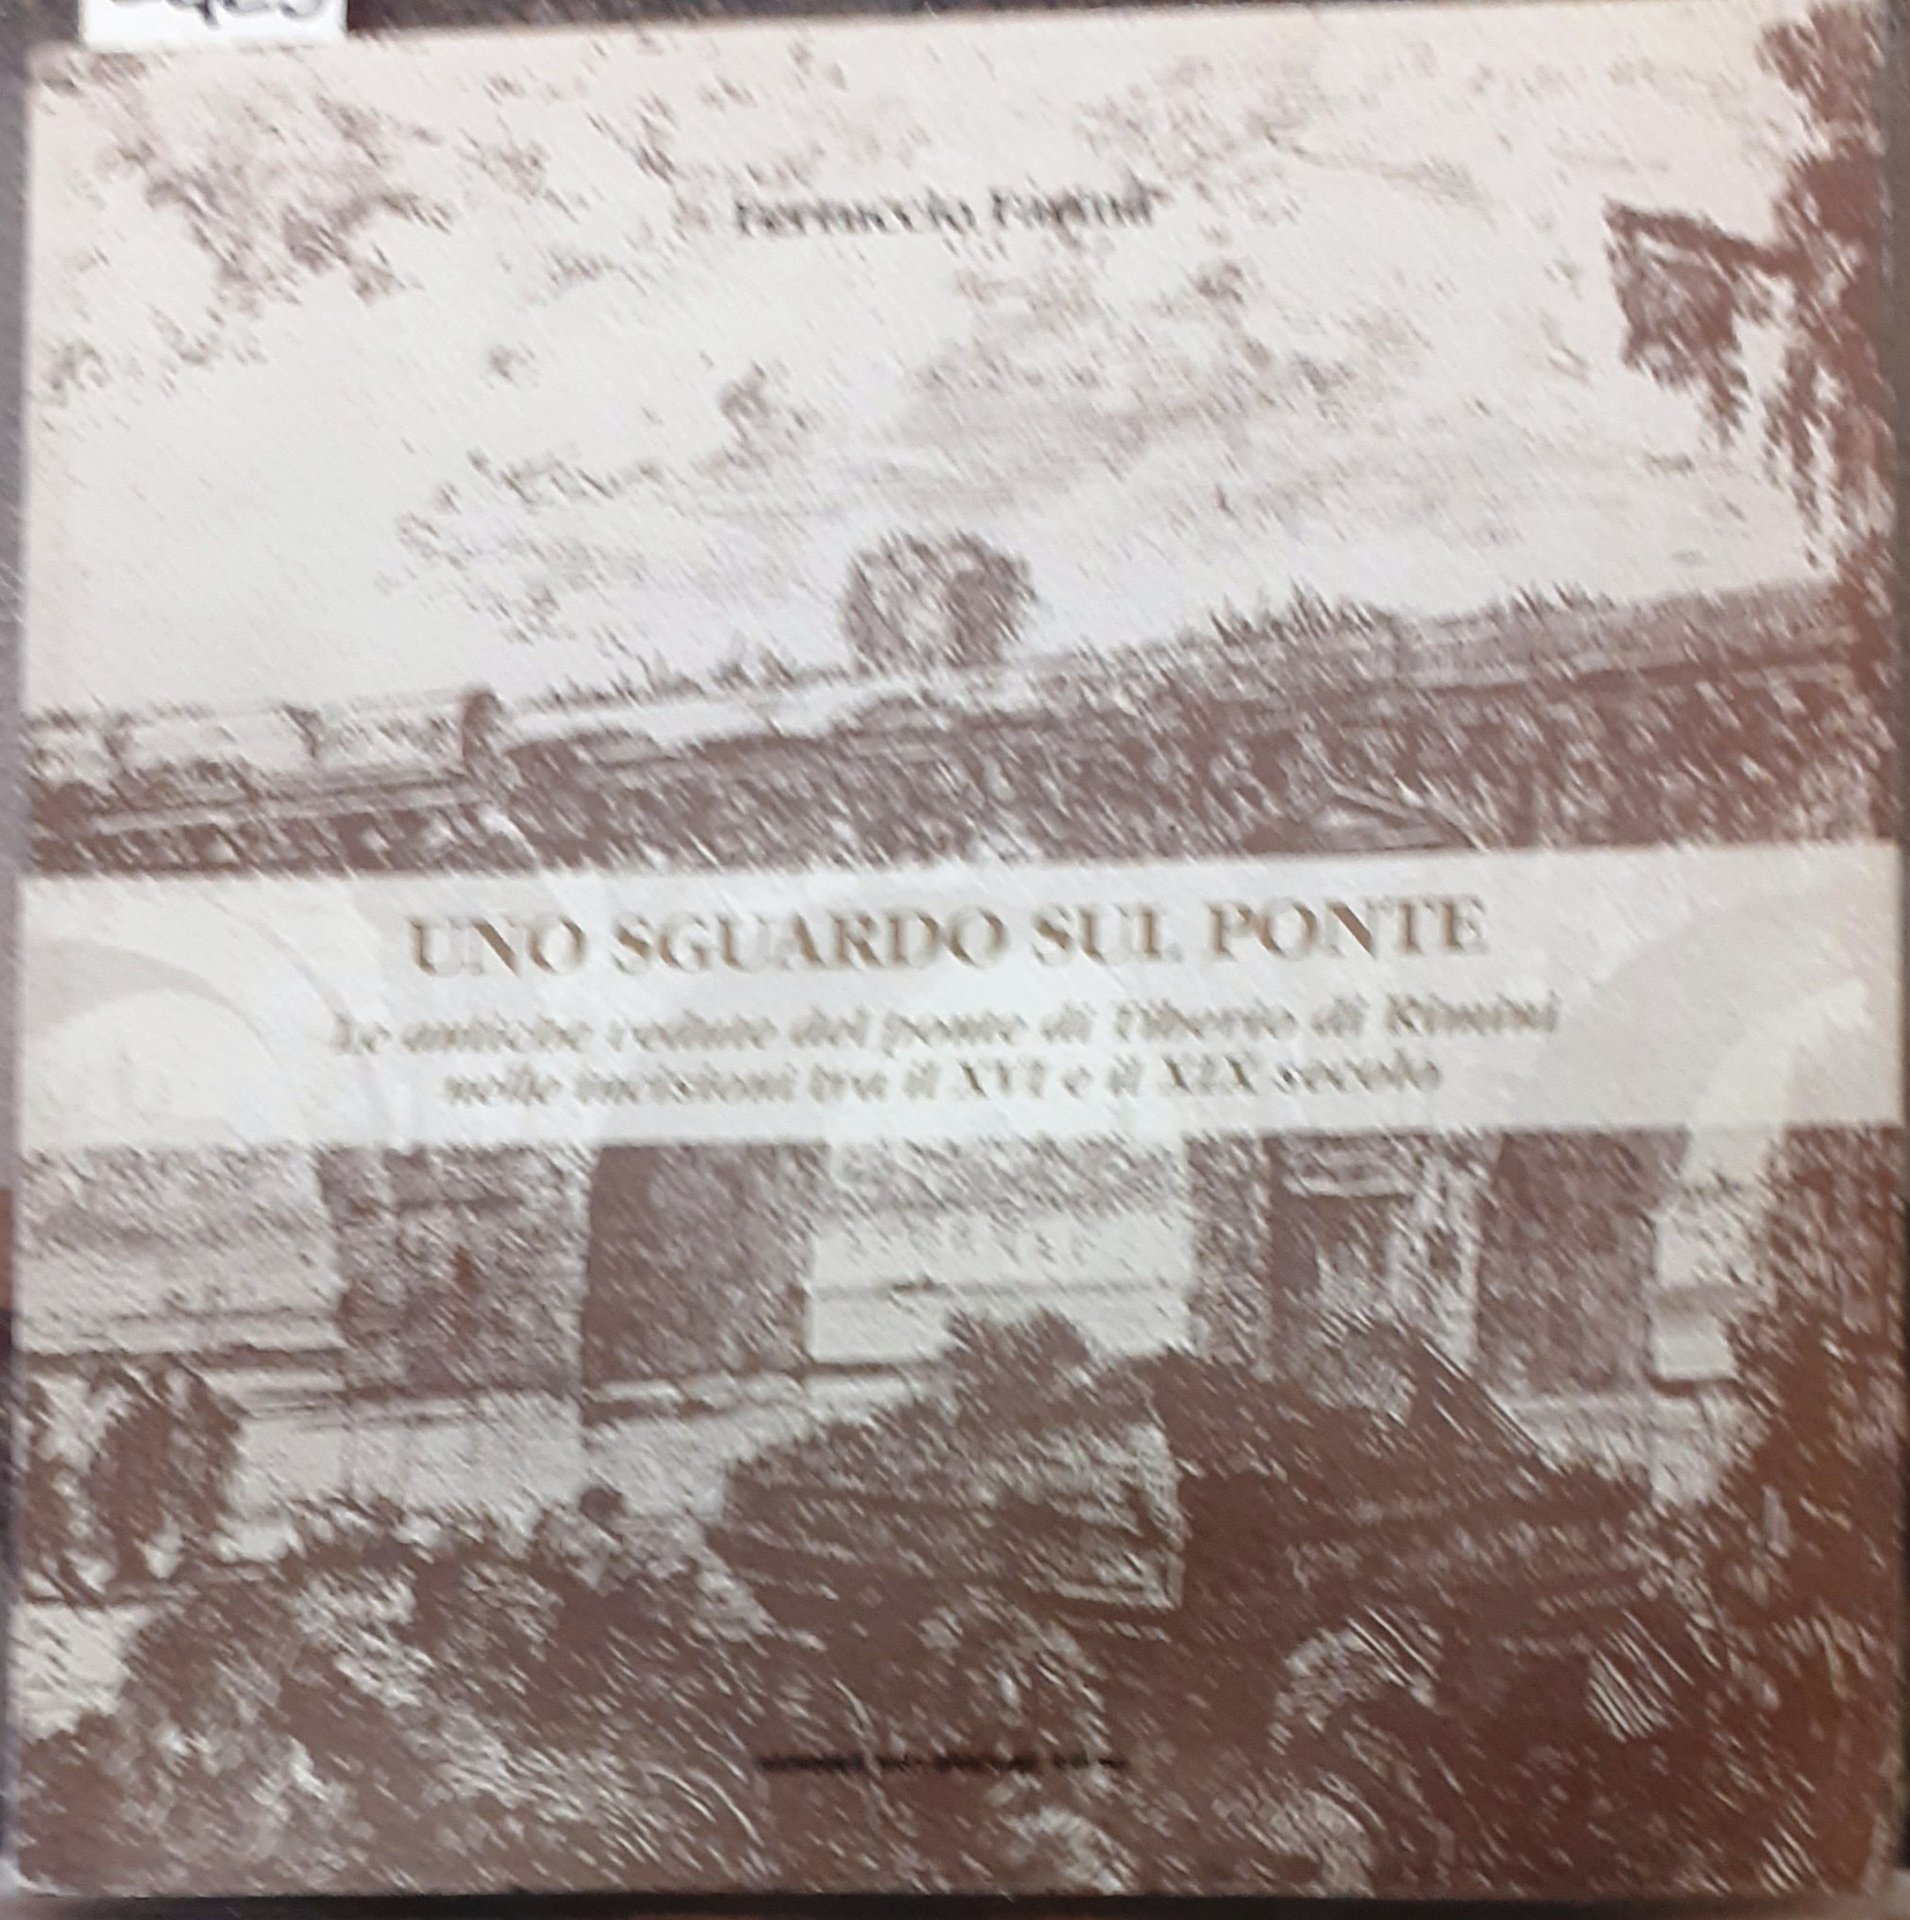 Ferruccio Farina
UNO SGUARDO SUL PONTE
Le antiche vedute del ponte di Tiberio di Rimini
nelle incisioni tra il XVI e il XIX secolo